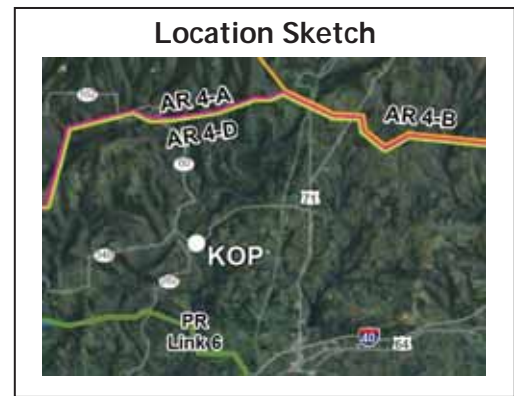 Location Sketch
AR 4-A
AR 4-D
AR 4-B
71
KOP
PR
Link 6
40
64